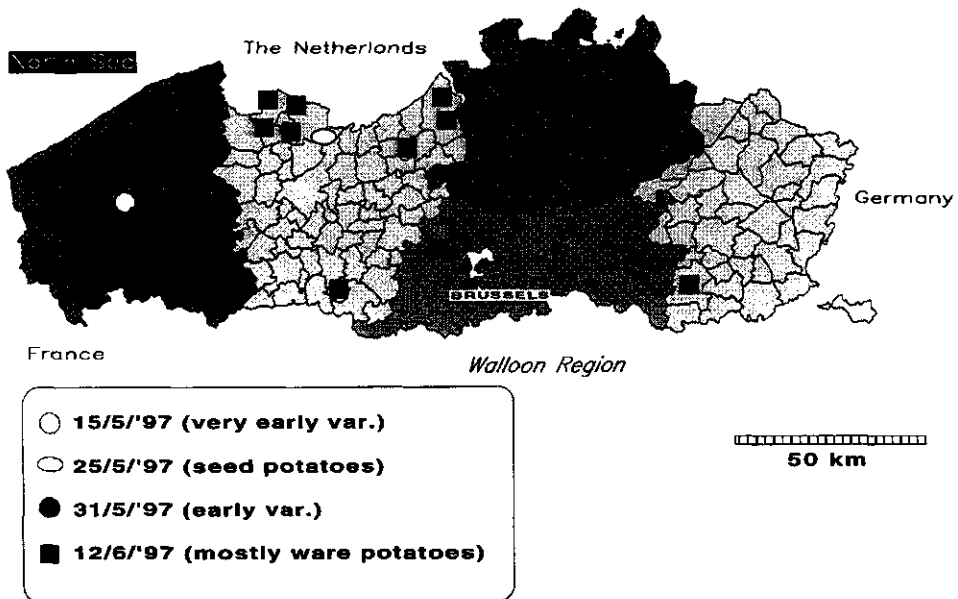 The Netherlands
North Sea
Germany
BRUSSELS
France
Walloon Region
15/5/'97 (very early var.)
25/5/'97 (seed potatoes)
50 km
31/5/'97 (early var.)
12/6/'97 (mostly ware potatoes)